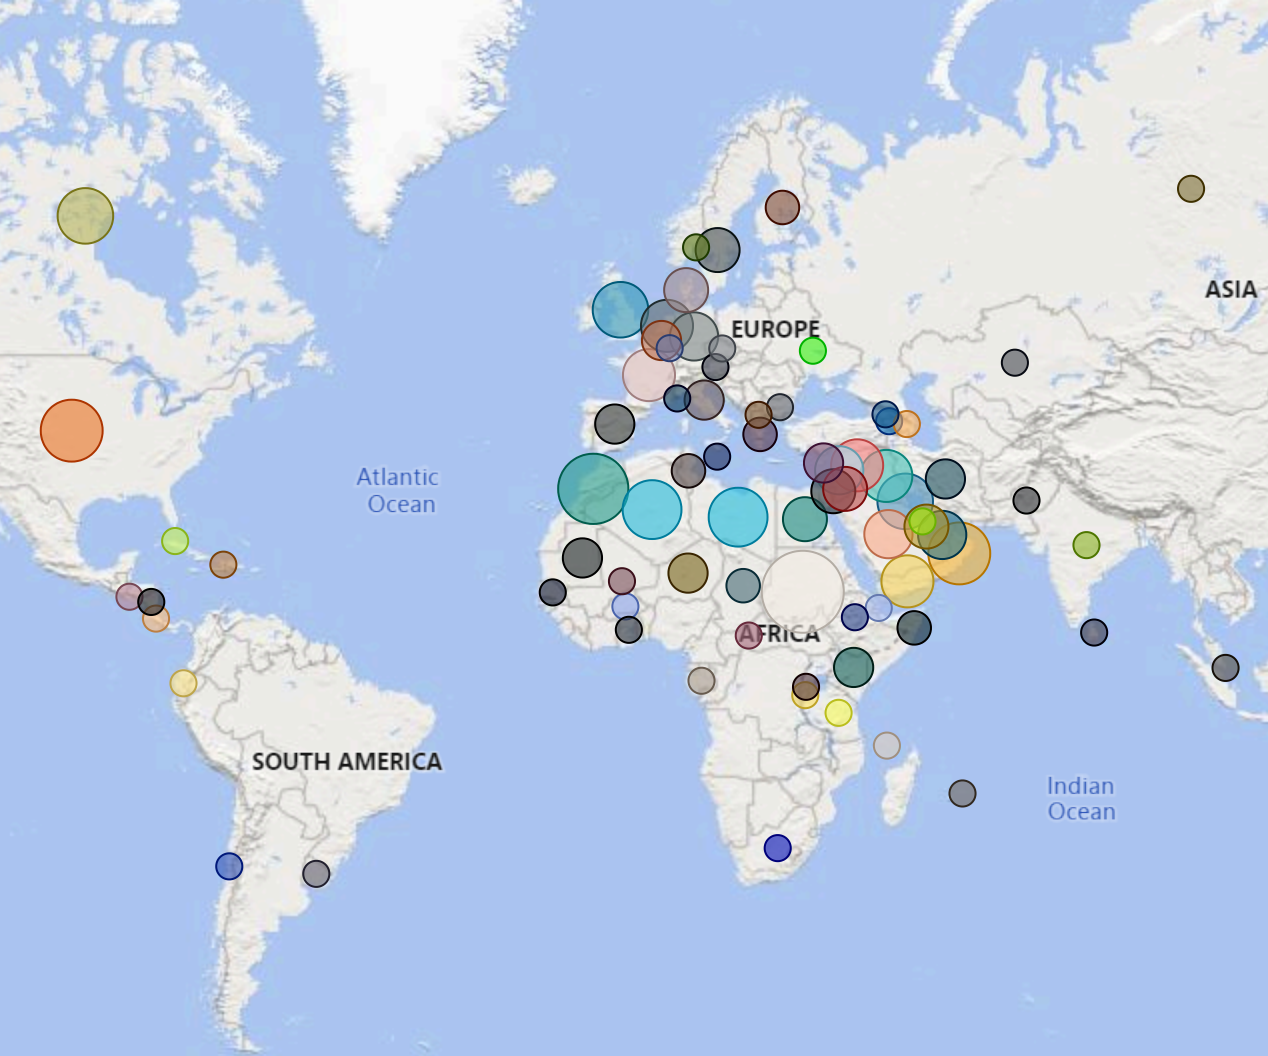 ASIA
EUROPE
Atlantic
Ocean
AFRICA
SOUTH AMERICA
Indian
Ocean